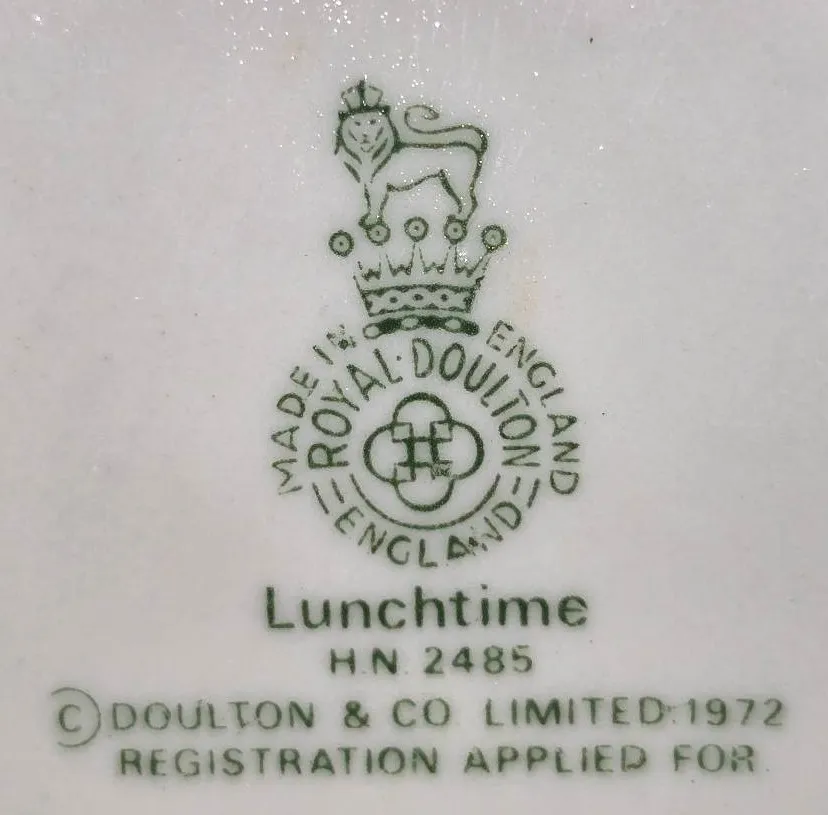 MADE IN ENGLAND
ROYAL·DOULTON
ENGLAND
Lunchtime
H.N. 2485
© DOULTON & CO. LIMITED.1972
REGISTRATION APPLIED FOR.